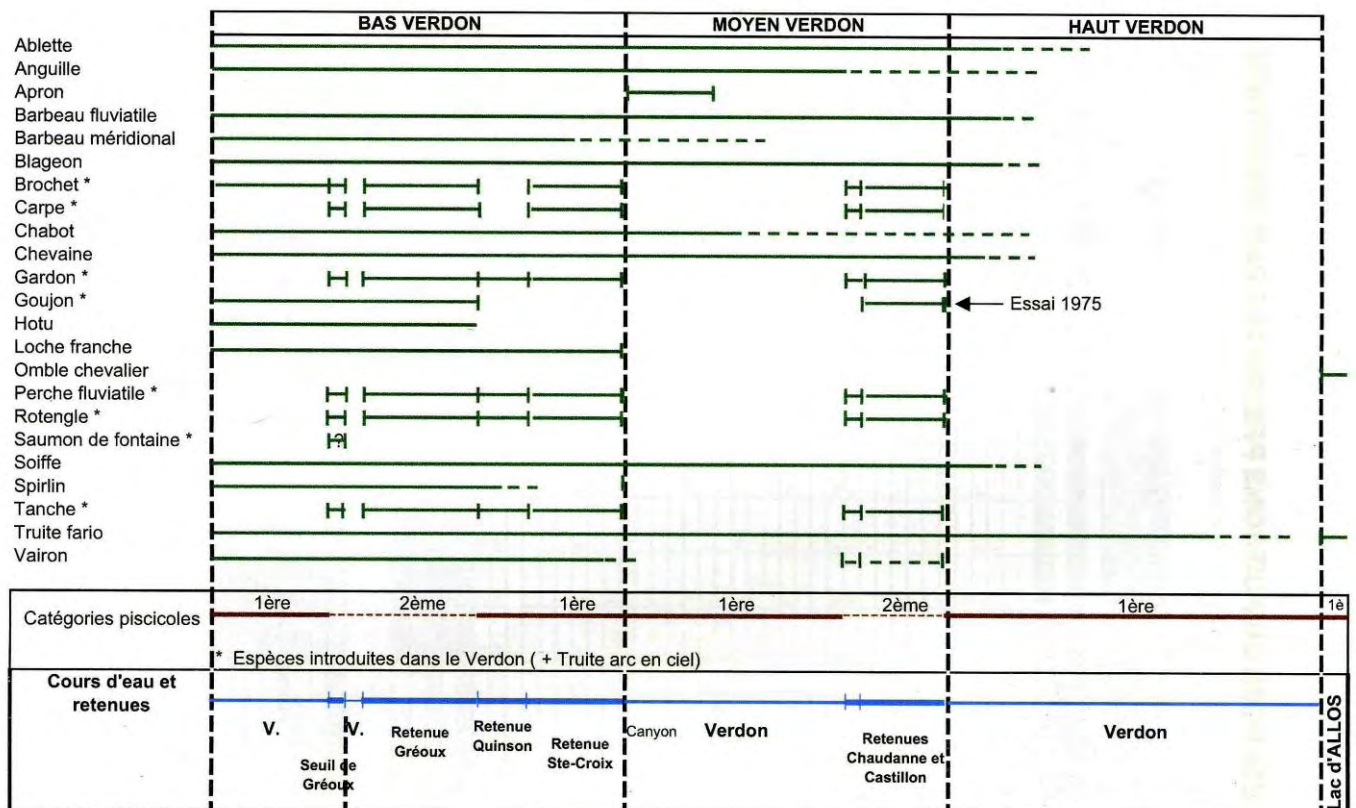 BAS VERDON MOYEN VERDON HAUT VERDON
Ablette
Anguille
Apron
Barbeau fluviatile
Barbeau méridional
Blageon
Brochet *
Carpe *
Chabot
Chevaine
Gardon *
Goujon * Essai 1975
Hotu
Loche franche
Omble chevalier
Perche fluviatile *
Rotengle *
Saumon de fontaine * ?
Soiffe
Spirlin
Tanche *
Truite fario
Vairon
Catégories piscicoles 1ère 2ème 1ère 1ère 2ème 1ère 1è
* Espèces introduites dans le Verdon ( + Truite arc en ciel)
Cours d'eau et
retenues
V.
Seuil de
Gréoux
V.
Retenue
Gréoux
Retenue
Quinson
Retenue
Ste-Croix
Canyon
Verdon
Retenues
Chaudanne et
Castillon
Verdon
Lac d'ALLOS